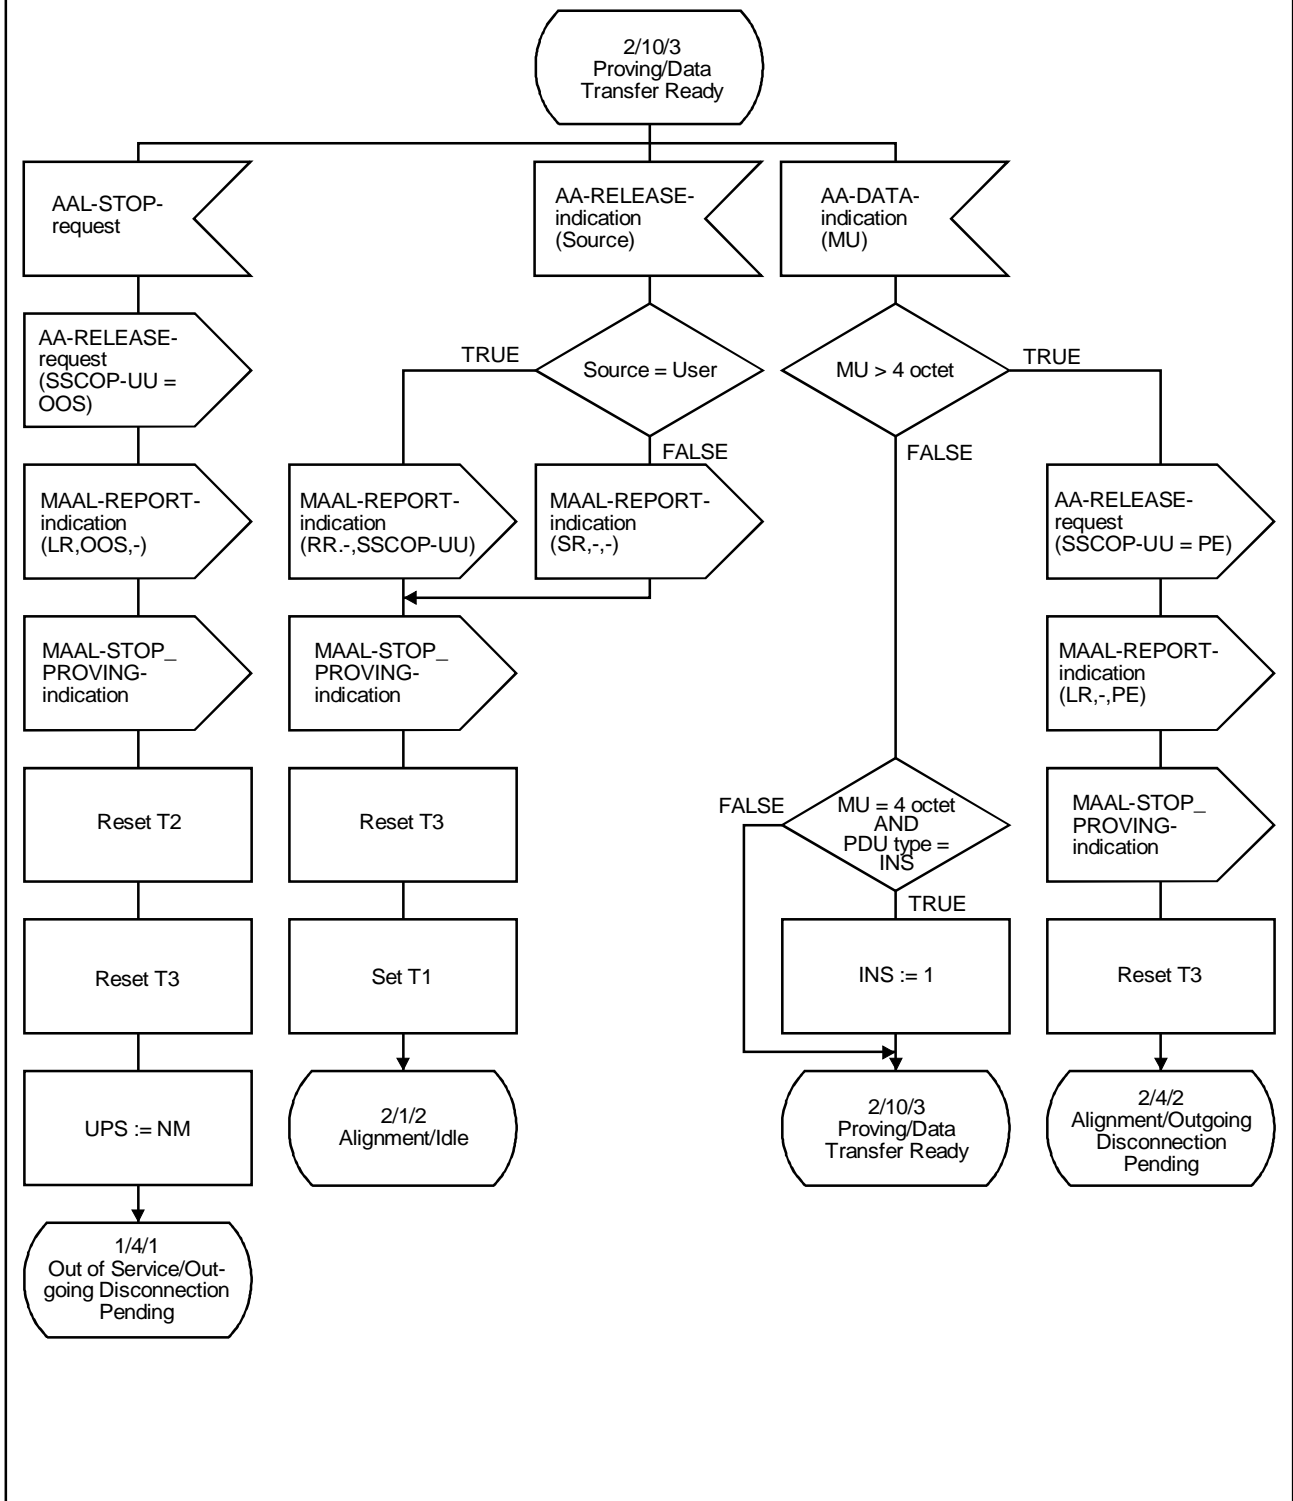 2/10/3
Proving/Data
Transfer Ready
AAL-STOP-
request
AA-RELEASE-
indication
(Source)
AA-DATA-
indication
(MU)
AA-RELEASE-
request
(SSCOP-UU =
OOS)
TRUE
Source = User
FALSE
MU > 4 octet
TRUE
FALSE
MAAL-REPORT-
indication
(LR,OOS,-)
MAAL-REPORT-
indication
(RR.-,SSCOP-UU)
MAAL-REPORT-
indication
(SR,-,-)
AA-RELEASE-
request
(SSCOP-UU = PE)
MAAL-STOP_
PROVING-
indication
MAAL-STOP_
PROVING-
indication
MAAL-REPORT-
indication
(LR,-,PE)
Reset T2
Reset T3
FALSE
MU = 4 octet
AND
PDU type =
INS
TRUE
MAAL-STOP_
PROVING-
indication
Reset T3
Set T1
INS := 1
Reset T3
UPS := NM
2/1/2
Alignment/Idle
2/10/3
Proving/Data
Transfer Ready
2/4/2
Alignment/Outgoing
Disconnection
Pending
1/4/1
Out of Service/Out-
going Disconnection
Pending